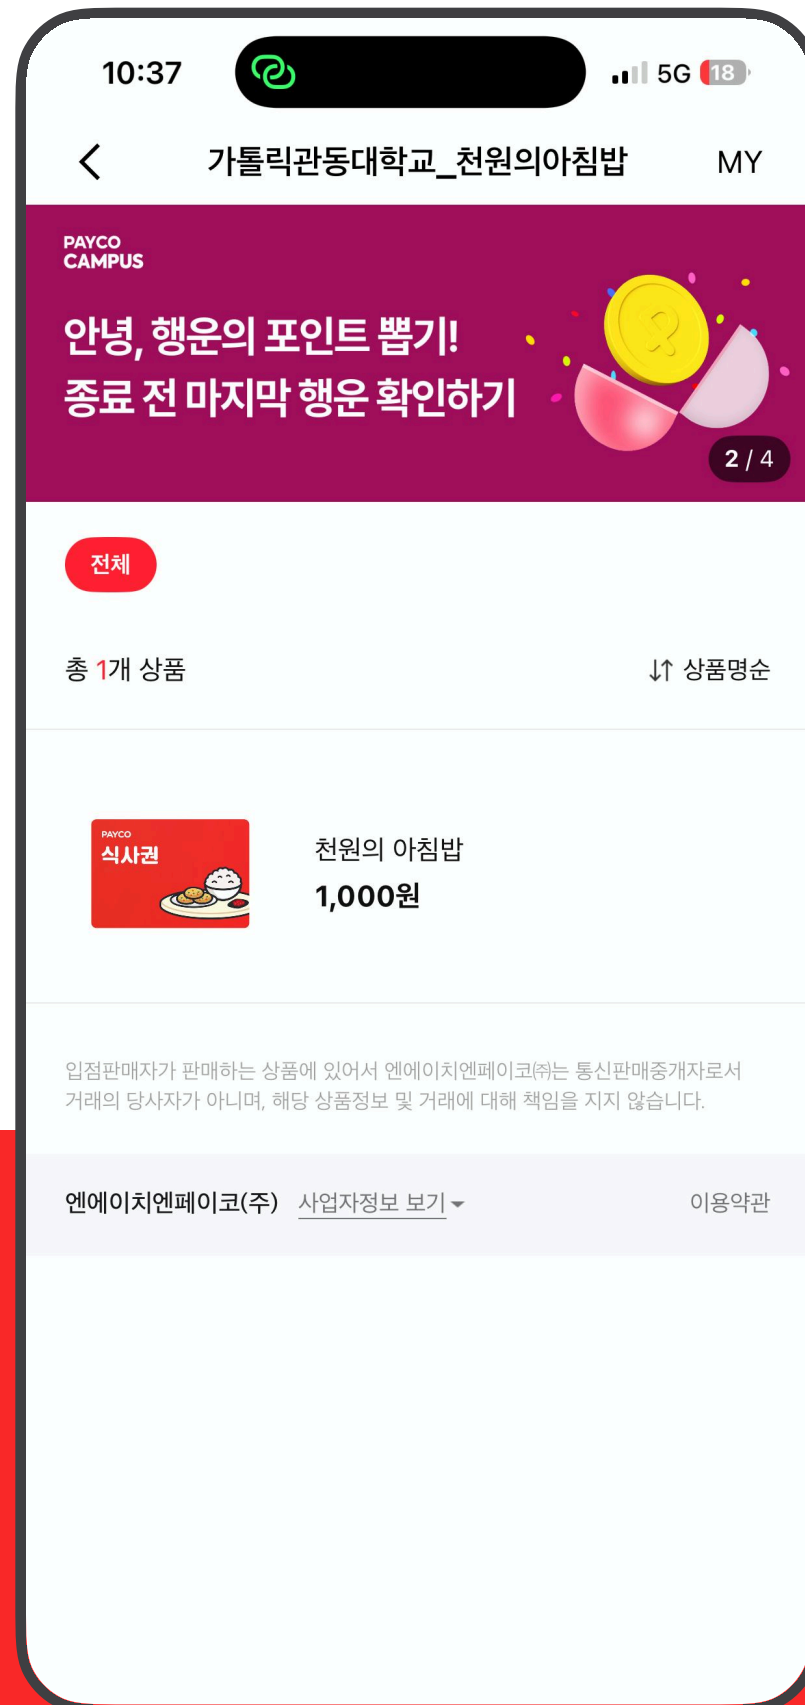 10:37
5G 18
가톨릭관동대학교_천원의아침밥
MY
PAYCO
CAMPUS
안녕, 행운의 포인트 뽑기!
종료 전 마지막 행운 확인하기
2 / 4
전체
총 1개 상품
상품명순
PAYCO
식사권
천원의 아침밥
1,000원
입점판매자가 판매하는 상품에 있어서 엔에이치엔페이코㈜는 통신판매중개자로서
거래의 당사자가 아니며, 해당 상품정보 및 거래에 대해 책임을 지지 않습니다.
엔에이치엔페이코(주) 사업자정보 보기
이용약관